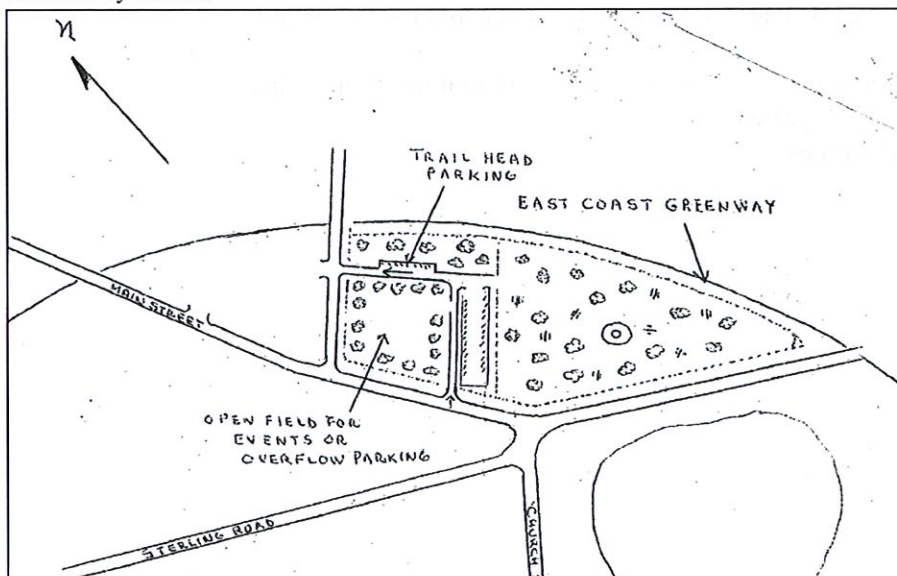 n
TRAIL HEAD
PARKING
EAST COAST GREENWAY
MAIN STREET
OPEN FIELD FOR
EVENTS OR
OVERFLOW PARKING
STERLING ROAD
CHURCH